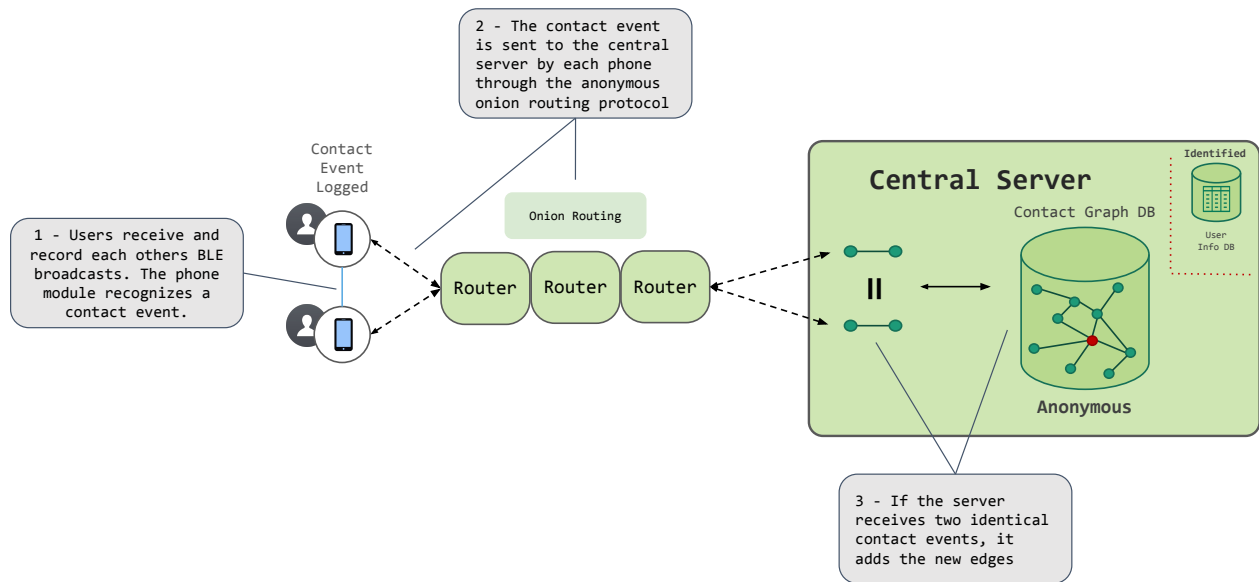 2 - The contact event
is sent to the central
server by each phone
through the anonymous
onion routing protocol
Contact
Event
Logged
1 - Users receive and
record each others BLE
broadcasts. The phone
module recognizes a
contact event.
Onion Routing
Router
Router
Router
Central Server
Identified
User
Info DB
Contact Graph DB
Anonymous
3 - If the server
receives two identical
contact events, it
adds the new edges